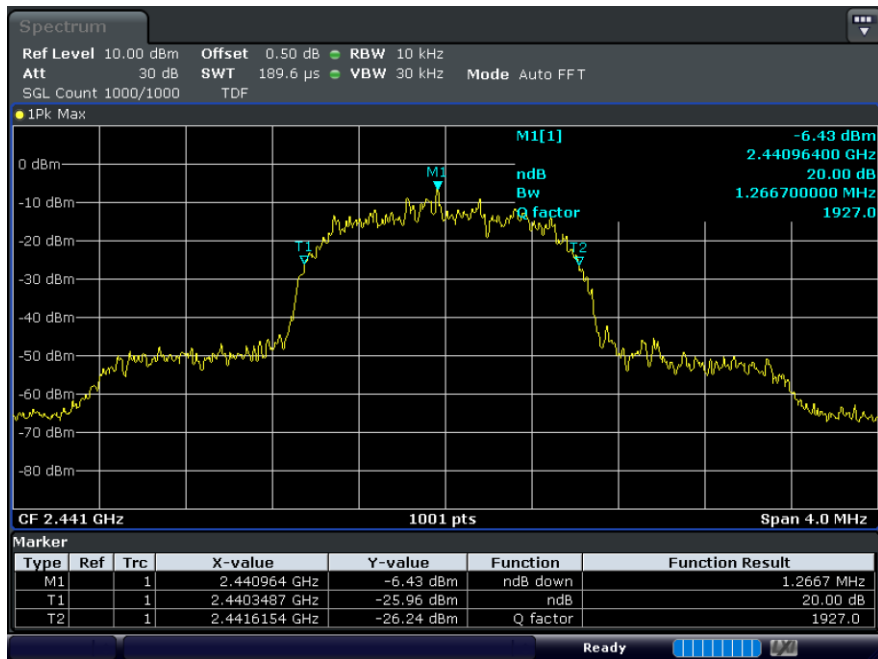 Spectrum
Ref Level 10.00 dBm Offset 0.50 dB RBW 10 kHz
Att 30 dB SWT 189.6 µs VBW 30 kHz Mode Auto FFT
SGL Count 1000/1000 TDF
1Pk Max
M1[1] -6.43 dBm
2.44096400 GHz
0 dBm
M1
ndB 20.00 dB
Bw 1.266700000 MHz
-10 dBm
Q factor 1927.0
-20 dBm
T1
T2
-30 dBm
-40 dBm
-50 dBm
-60 dBm
-70 dBm
-80 dBm
CF 2.441 GHz 1001 pts Span 4.0 MHz
Marker
Type Ref Trc X-value Y-value Function Function Result
M1 1 2.440964 GHz -6.43 dBm ndB down 1.2667 MHz
T1 1 2.4403487 GHz -25.96 dBm ndB 20.00 dB
T2 1 2.4416154 GHz -26.24 dBm Q factor 1927.0
Ready